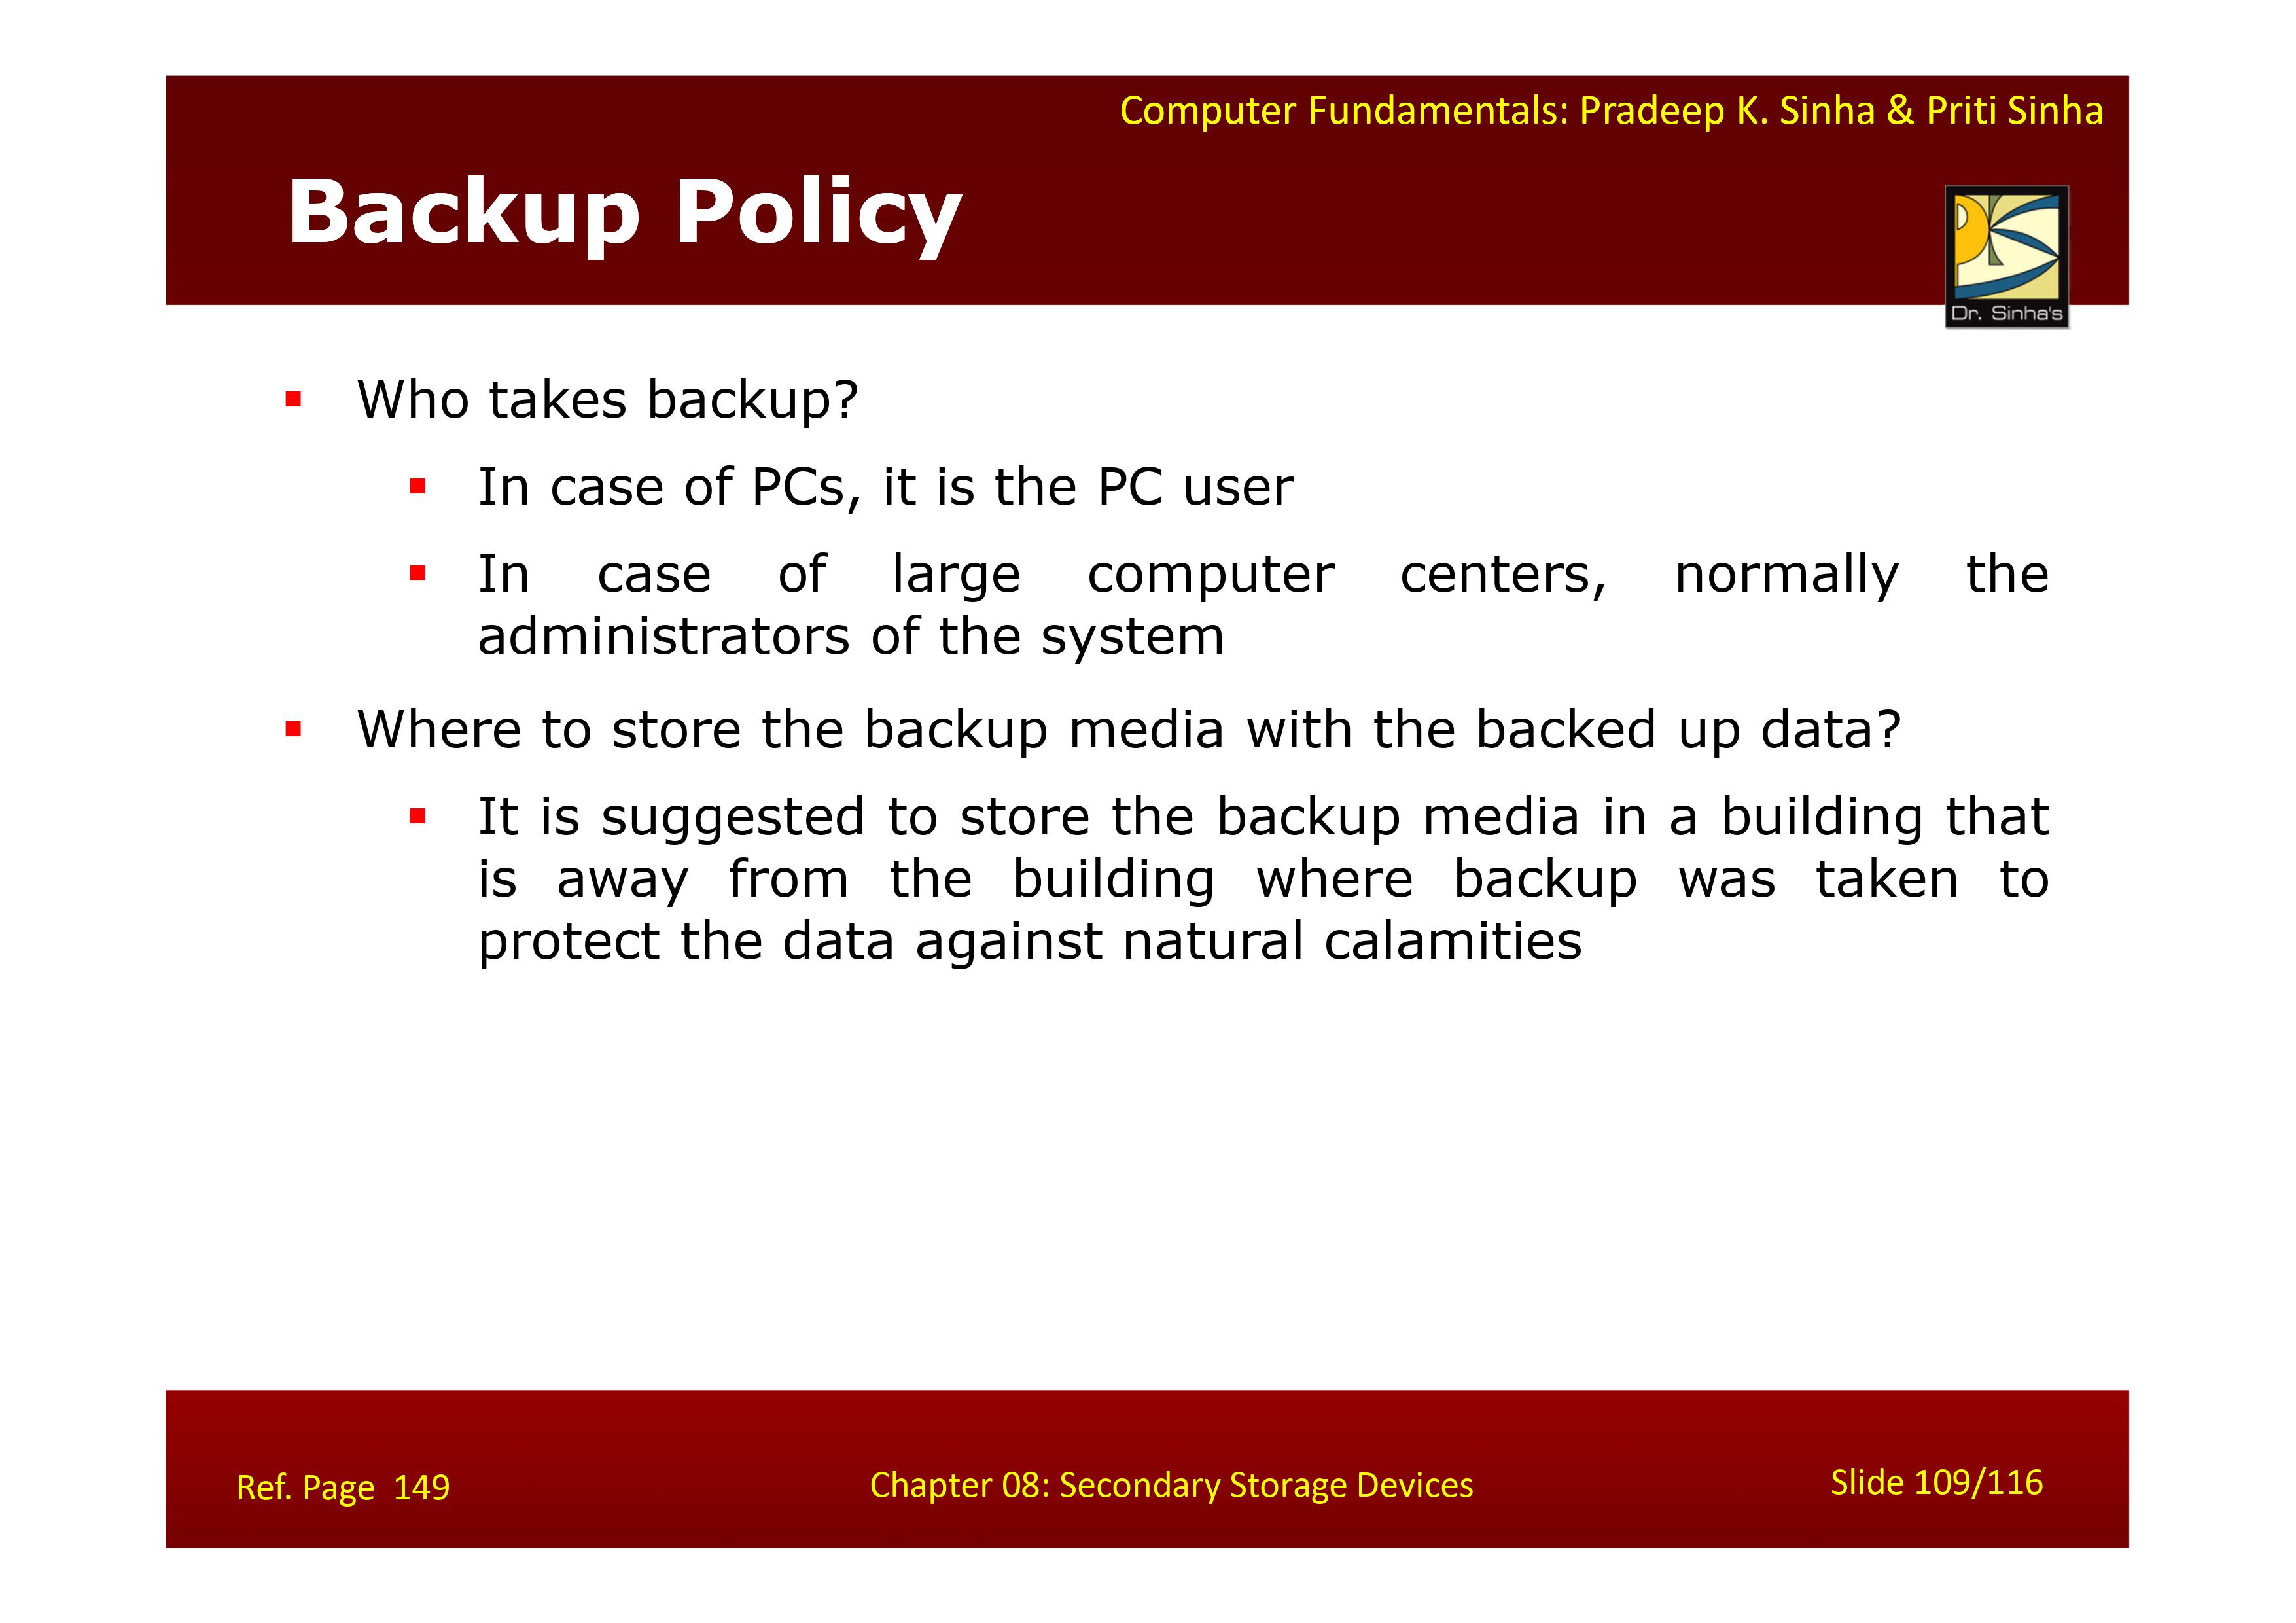 Computer Fundamentals: Pradeep K. Sinha & Priti Sinha
Backup Policy
Dr. Sinha's
▪ Who takes backup?
▪ In case of PCs, it is the PC user
▪ In case of large computer centers, normally the
administrators of the system
▪ Where to store the backup media with the backed up data?
▪ It is suggested to store the backup media in a building that
is away from the building where backup was taken to
protect the data against natural calamities
Ref. Page 149
Chapter 08: Secondary Storage Devices
Slide 109/116